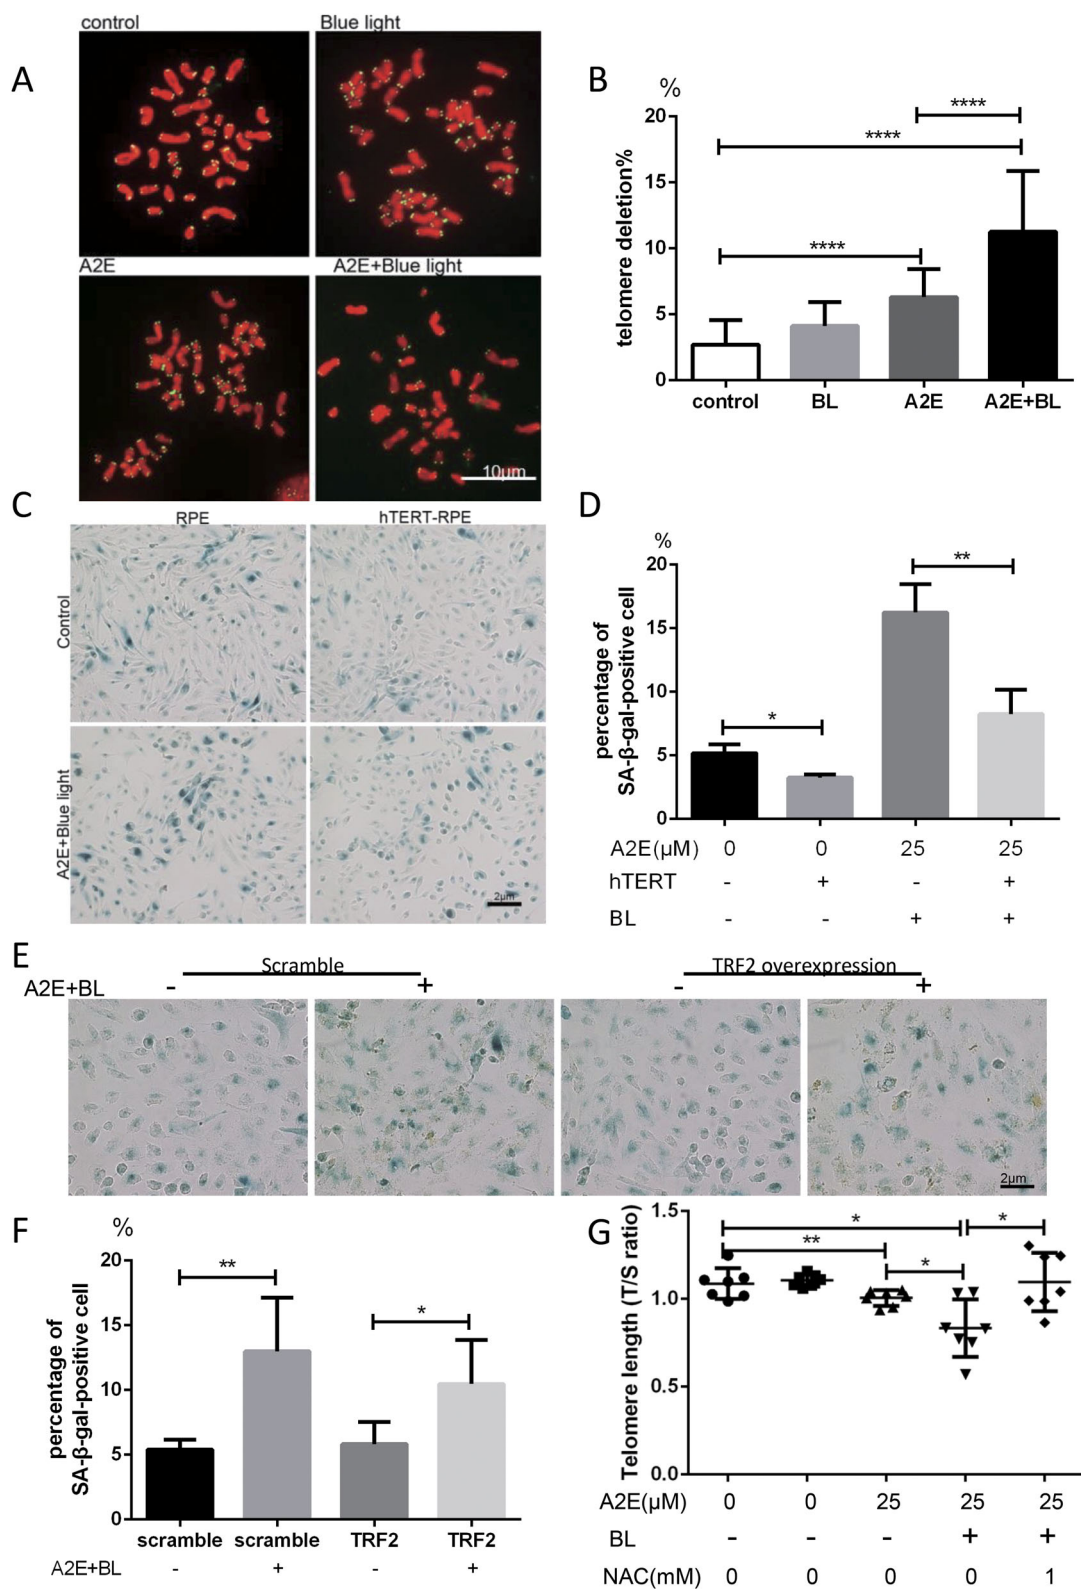 control
Blue light
A
A2E
A2E+Blue light
10μm
B
%
telomere deletion%
20
15
10
5
0
****
****
****
control BL A2E A2E+BL
C
RPE
hTERT-RPE
Control
A2E+Blue light
2μm
D
%
percentage of
SA-β-gal-positive cell
20
15
10
5
0
*
**
A2E(μM) 0 0 25 25
hTERT - + - +
BL - - + +
E
Scramble
TRF2 overexpression
A2E+BL - + - +
2μm
F
%
percentage of
SA-β-gal-positive cell
20
15
10
5
0
**
*
scramble scramble TRF2 TRF2
A2E+BL - + - +
G
Telomere length (T/S ratio)
1.5
1.0
0.5
0.0
*
*
**
*
A2E(μM) 0 0 25 25 25
BL - - - + +
NAC(mM) 0 0 0 0 1